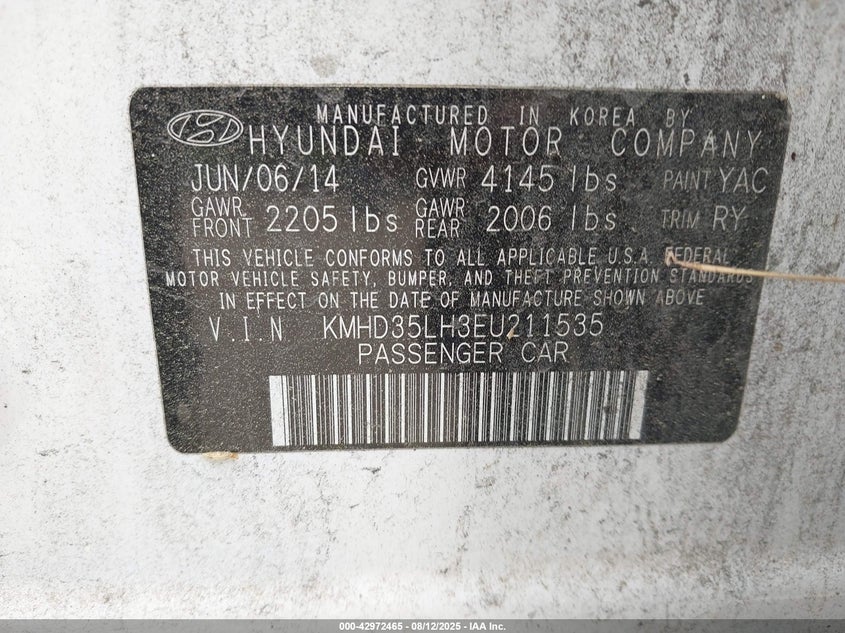 MANUFACTURED IN KOREA BY
HYUNDAI MOTOR COMPANY
JUN/06/14 GVWR 4145 lbs PAINT YAC
GAWR FRONT 2205 lbs GAWR REAR 2006 lbs TRIM RY
THIS VEHICLE CONFORMS TO ALL APPLICABLE U.S.A. FEDERAL
MOTOR VEHICLE SAFETY, BUMPER, AND THEFT PREVENTION STANDARDS
IN EFFECT ON THE DATE OF MANUFACTURE SHOWN ABOVE
V.I.N KMHD35LH3EU211535
PASSENGER CAR
000-42972465 - 08/12/2025 - IAA Inc.